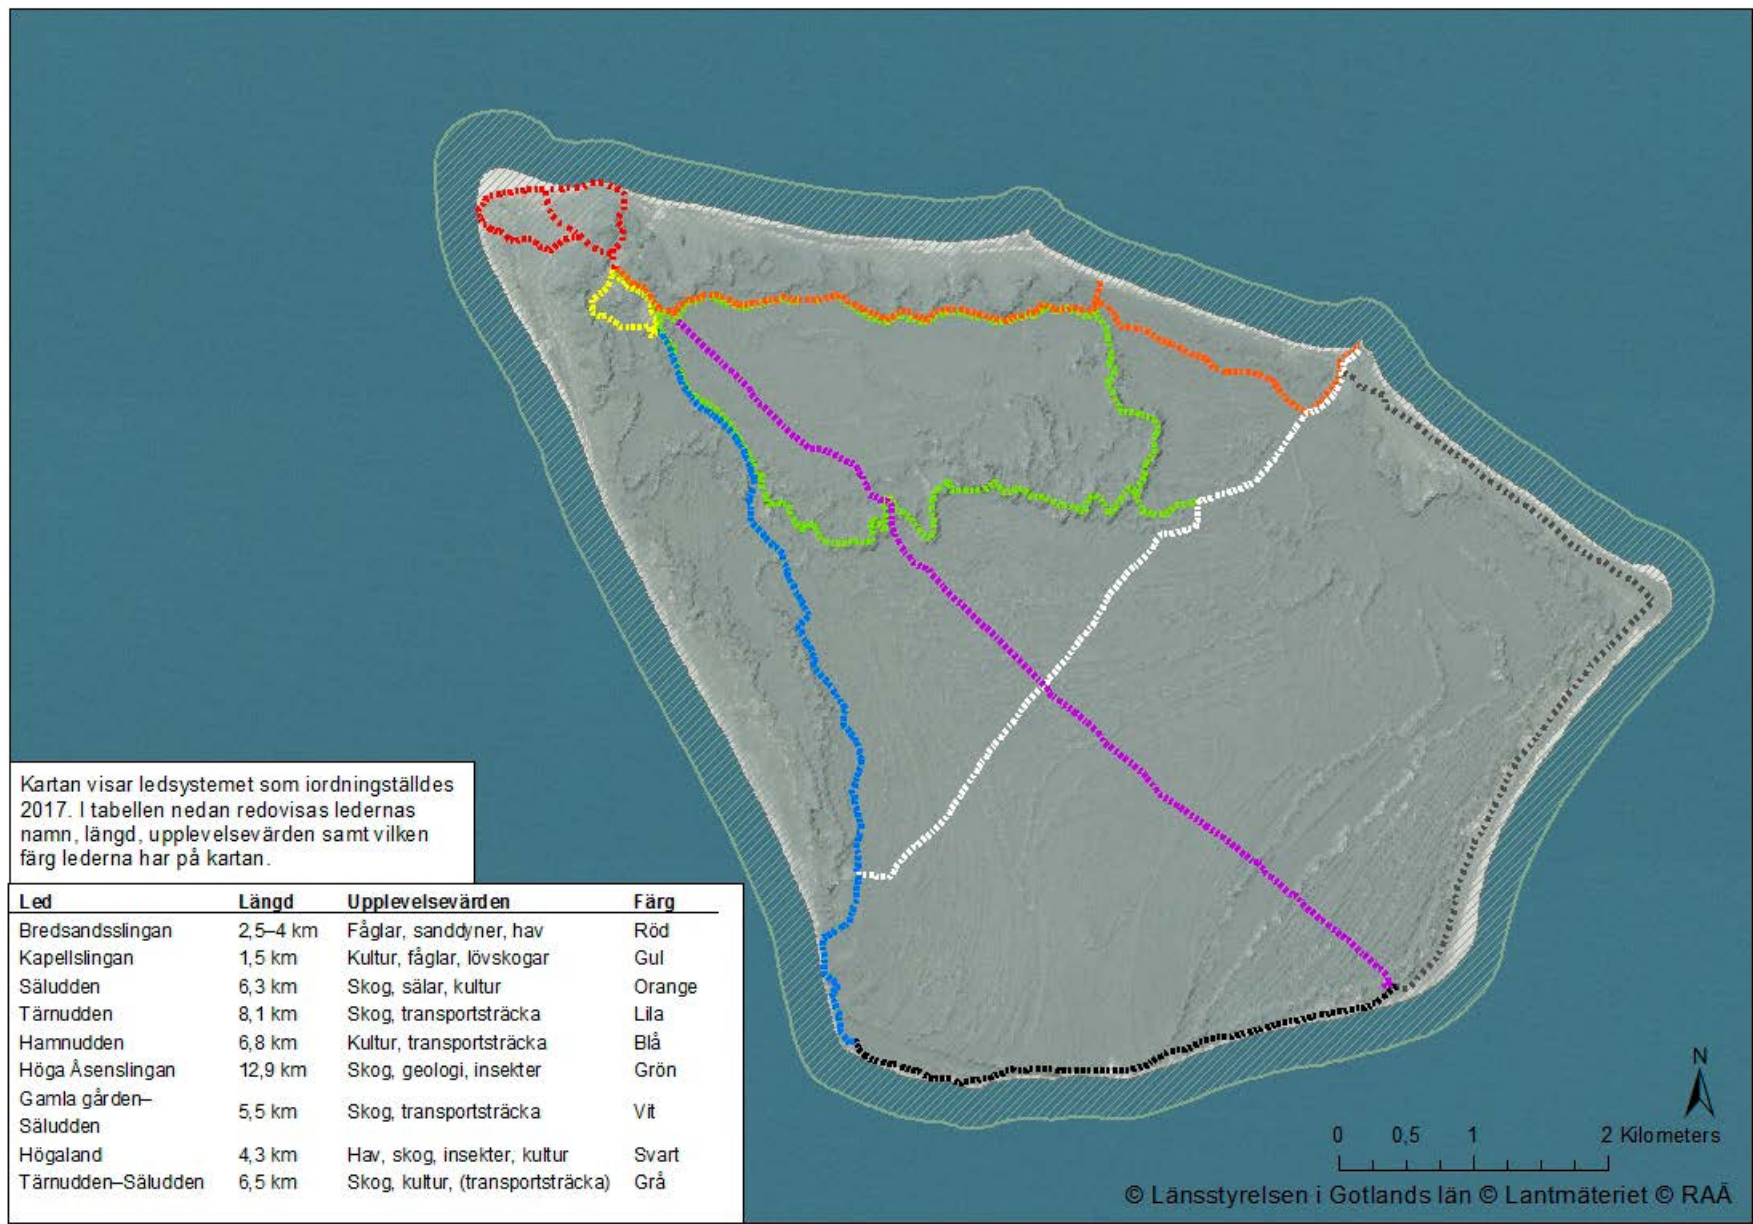 Kartan visar ledsystemet som iordningställdes
2017. I tabellen nedan redovisas ledernas
namn, längd, upplevelsevärden samt vilken
färg lederna har på kartan.
Led Längd Upplevelsevärden Färg
Bredsandsslingan 2,5–4 km Fåglar, sanddyner, hav Röd
Kapellslingan 1,5 km Kultur, fåglar, lövskogar Gul
Säludden 6,3 km Skog, sälar, kultur Orange
Tärnudden 8,1 km Skog, transportsträcka Lila
Hamnudden 6,8 km Kultur, transportsträcka Blå
Höga Åsenslingan 12,9 km Skog, geologi, insekter Grön
Gamla gården–
Säludden 5,5 km Skog, transportsträcka Vit
Högaland 4,3 km Hav, skog, insekter, kultur Svart
Tärnudden–Säludden 6,5 km Skog, kultur, (transportsträcka) Grå
N
0 0,5 1 2 Kilometers
© Länsstyrelsen i Gotlands län © Lantmäteriet © RAÄ